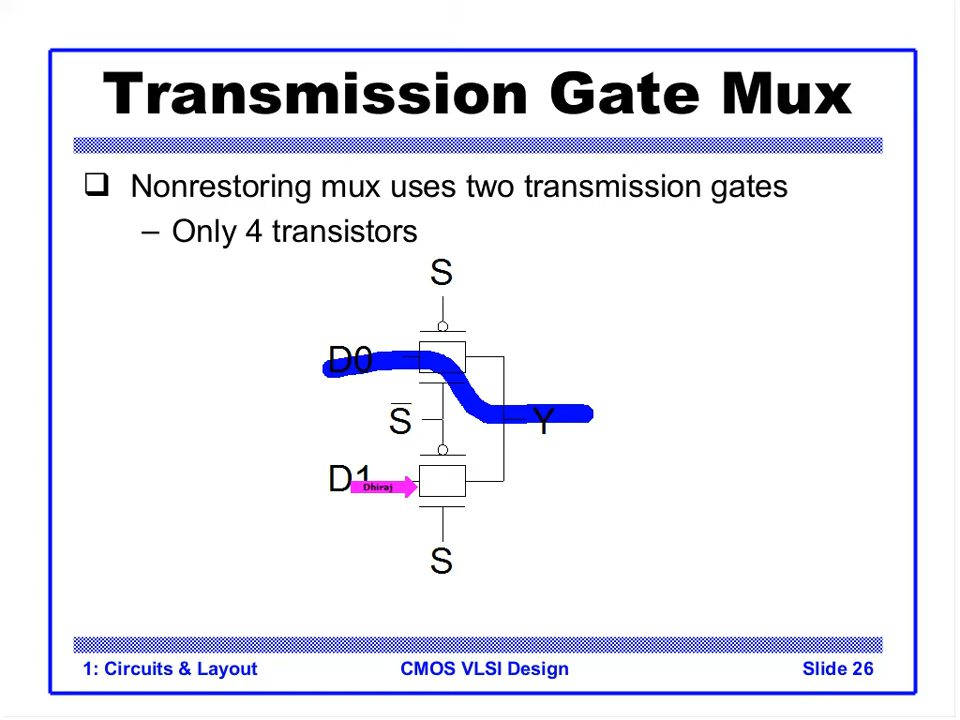 Transmission Gate Mux
❑ Nonrestoring mux uses two transmission gates
– Only 4 transistors
S
D0
S̅
Y
D1
Dhiraj
S
1: Circuits & Layout
CMOS VLSI Design
Slide 26